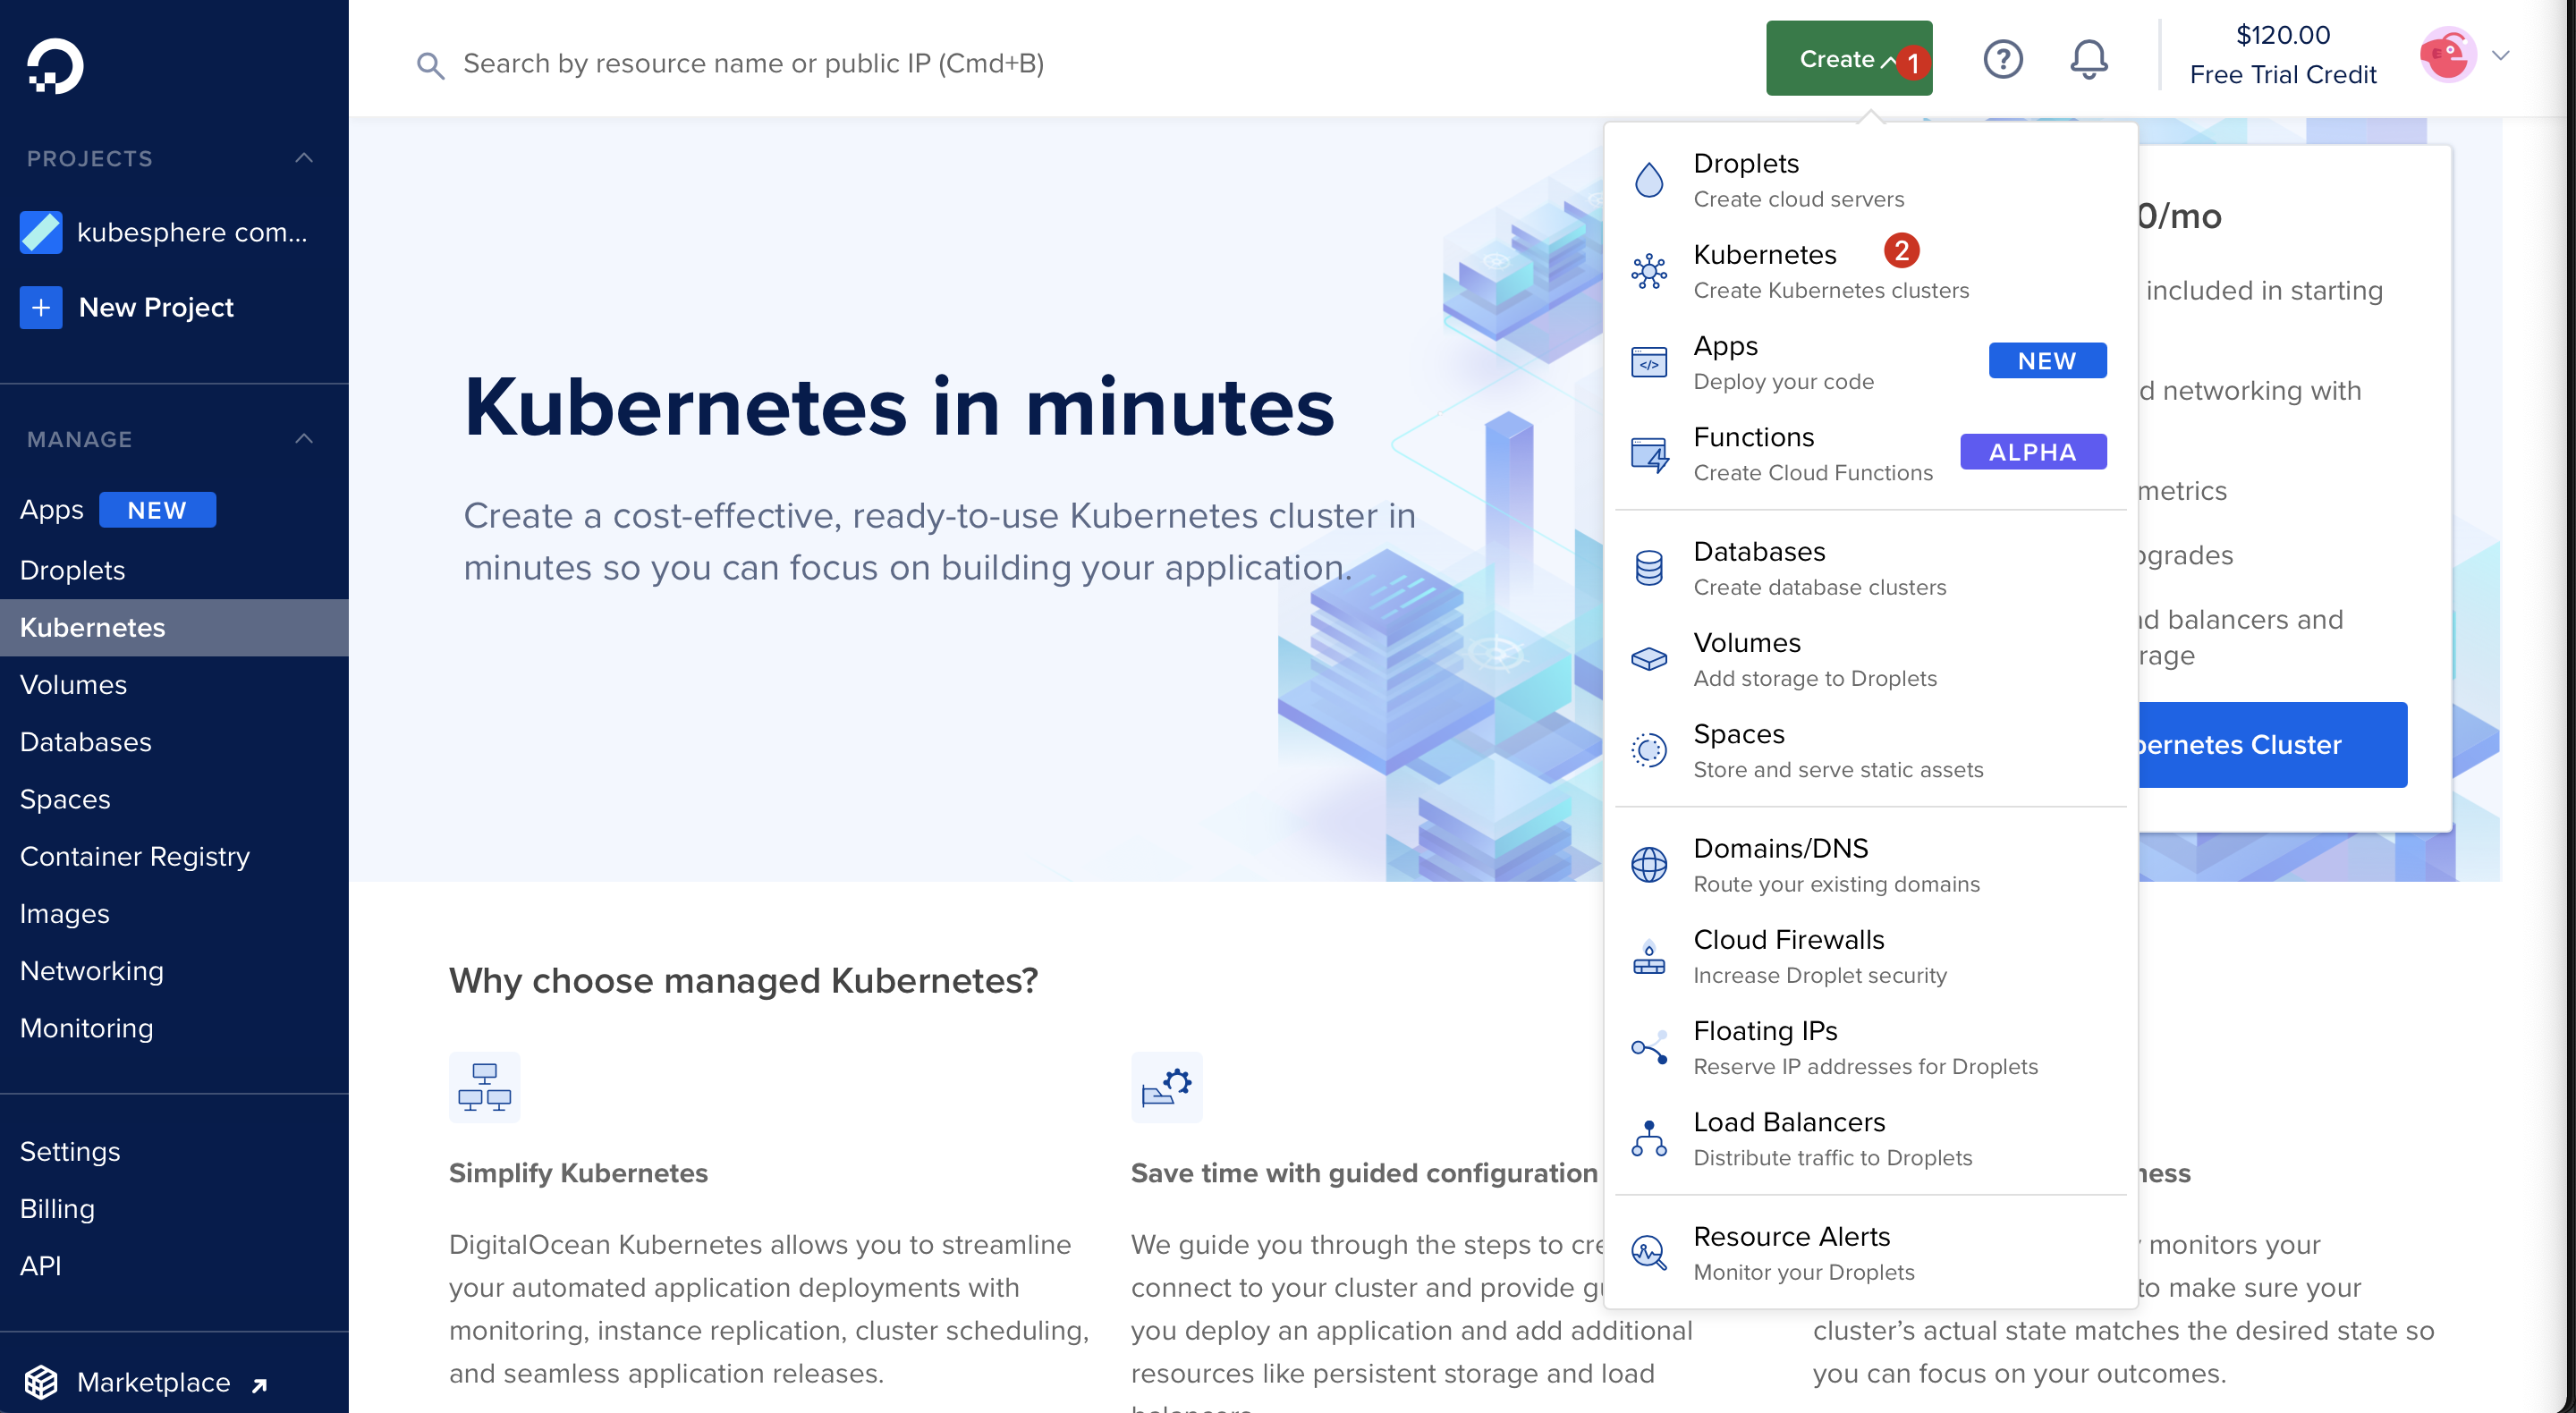 PROJECTS
kubesphere com...
New Project
MANAGE
Apps NEW
Droplets
Kubernetes
Volumes
Databases
Spaces
Container Registry
Images
Networking
Monitoring
Settings
Billing
API
Marketplace
Search by resource name or public IP (Cmd+B)
Create 1
?
$120.00
Free Trial Credit
Kubernetes in minutes
Create a cost-effective, ready-to-use Kubernetes cluster in
minutes so you can focus on building your application.
Droplets
Create cloud servers
Kubernetes 2
Create Kubernetes clusters
Apps
Deploy your code
NEW
Functions
Create Cloud Functions
ALPHA
Databases
Create database clusters
Volumes
Add storage to Droplets
Spaces
Store and serve static assets
Domains/DNS
Route your existing domains
Cloud Firewalls
Increase Droplet security
Floating IPs
Reserve IP addresses for Droplets
Load Balancers
Distribute traffic to Droplets
Resource Alerts
Monitor your Droplets
0/mo
included in starting
networking with
metrics
balancers and
Cluster
Why choose managed Kubernetes?
Simplify Kubernetes
DigitalOcean Kubernetes allows you to streamline
your automated application deployments with
monitoring, instance replication, cluster scheduling,
and seamless application releases.
Save time with guided configuration
We guide you through the steps to
connect to your cluster and provide
you deploy an application and add additional
resources like persistent storage and load
monitors your
to make sure your
cluster's actual state matches the desired state so
you can focus on your outcomes.